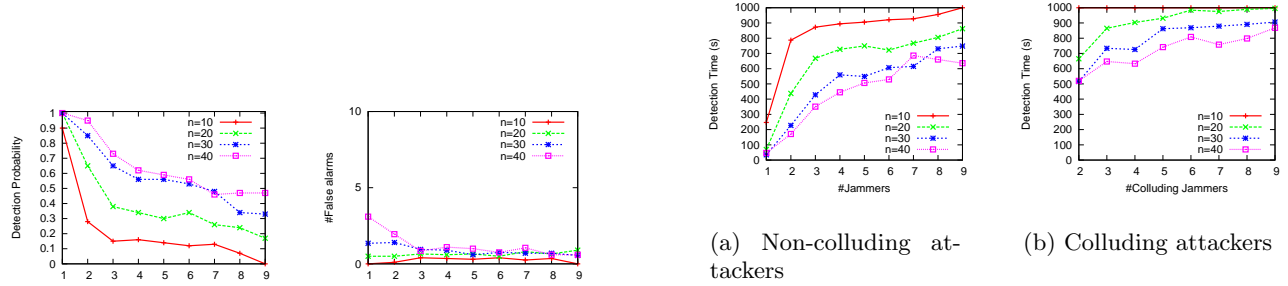 Detection Probability
1
0.9
0.8
0.7
0.6
0.5
0.4
0.3
0.2
0.1
0
1 2 3 4 5 6 7 8 9
n=10
n=20
n=30
n=40
#False alarms
10
5
0
1 2 3 4 5 6 7 8 9
n=10
n=20
n=30
n=40
Detection Time (s)
1000
900
800
700
600
500
400
300
200
100
0
1 2 3 4 5 6 7 8 9
#Jammers
n=10
n=20
n=30
n=40
(a) Non-colluding at-
tackers
Detection Time (s)
1000
900
800
700
600
500
400
300
200
100
0
2 3 4 5 6 7 8 9
#Colluding Jammers
n=10
n=20
n=30
n=40
(b) Colluding attackers